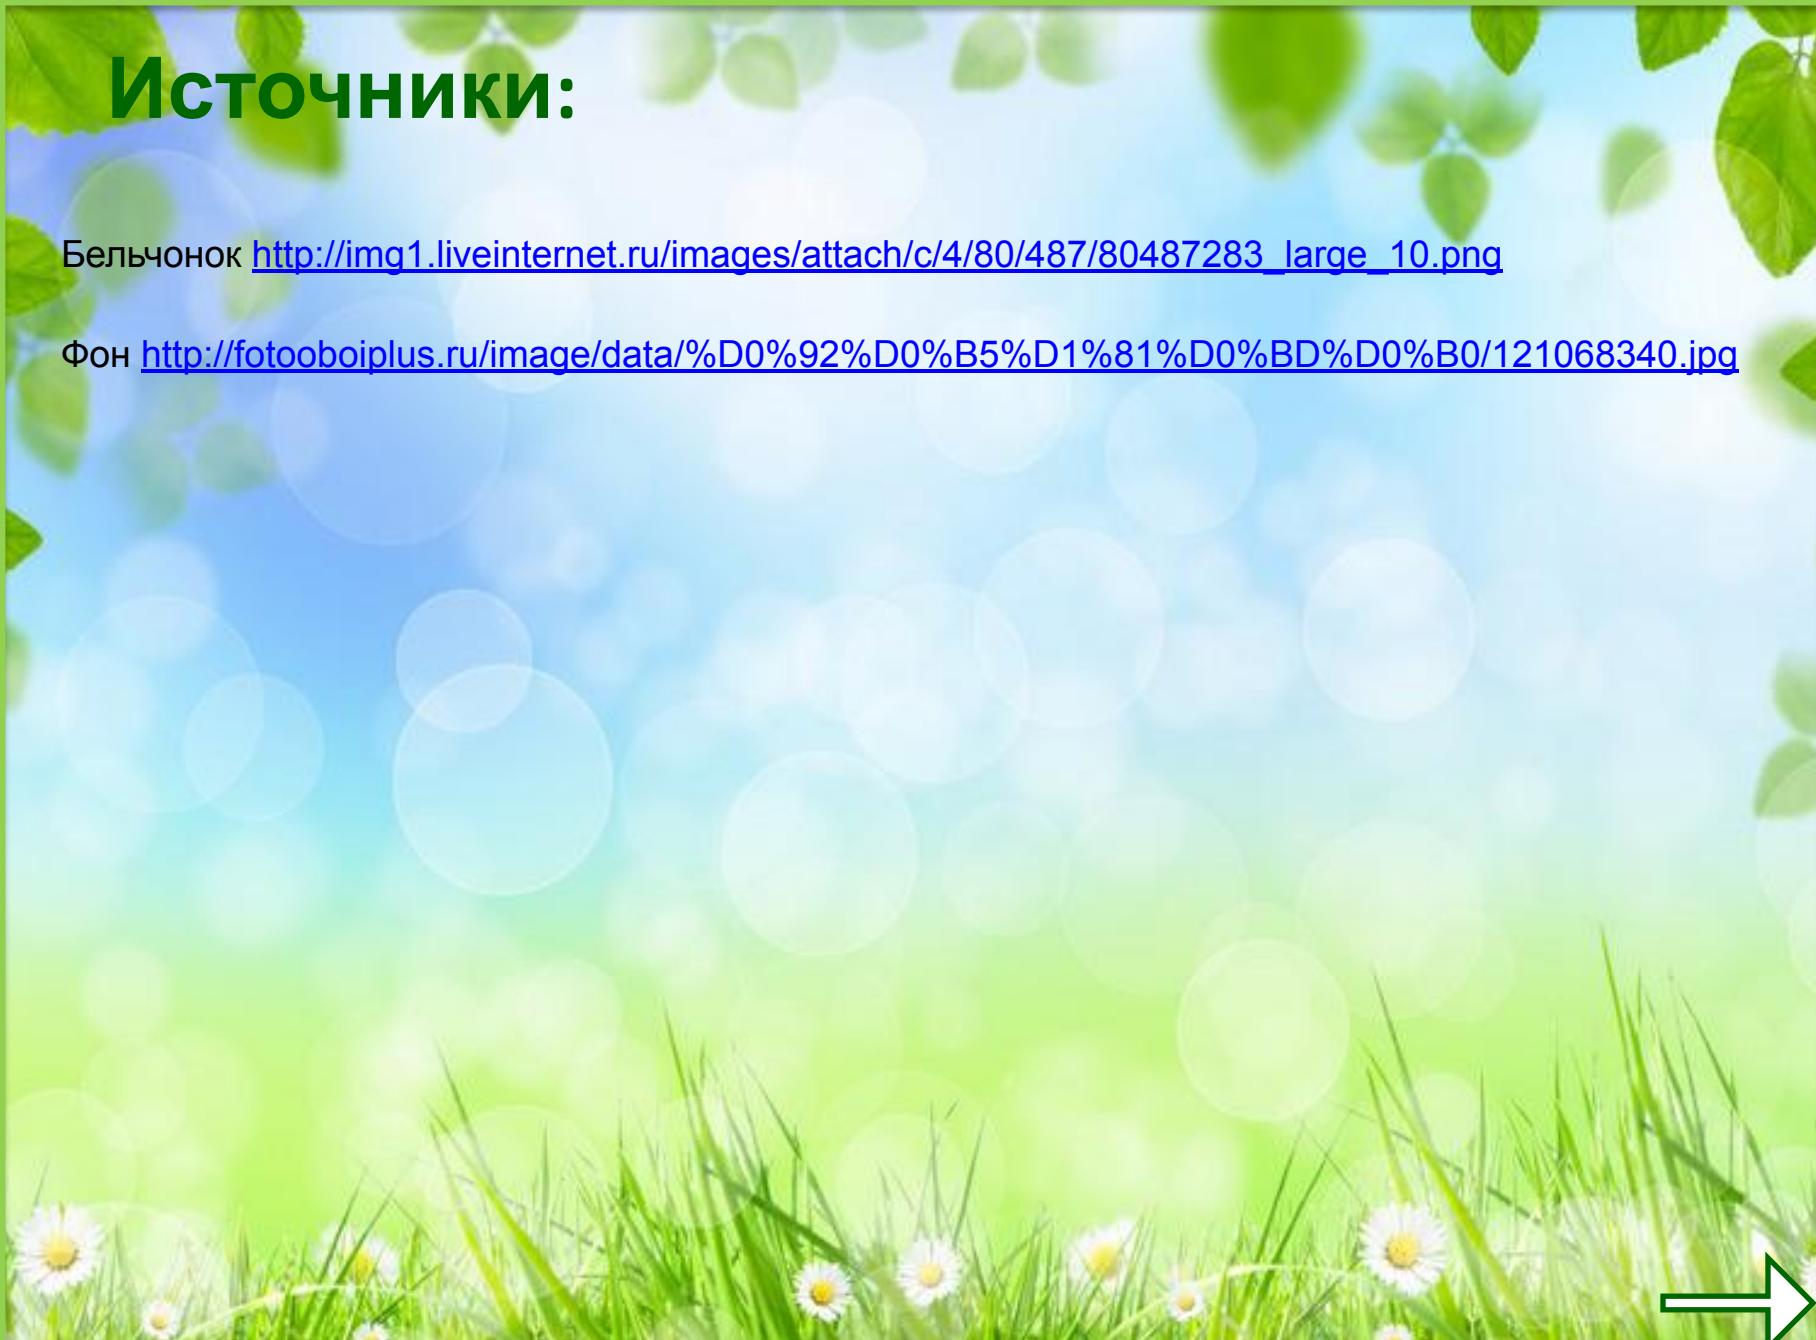 Источники:
Бельчонок http://img1.liveinternet.ru/images/attach/c/4/80/487/80487283_large_10.png
Фон http://fotooboiplus.ru/image/data/%D0%92%D0%B5%D1%81%D0%BD%D0%B0/121068340.jpg